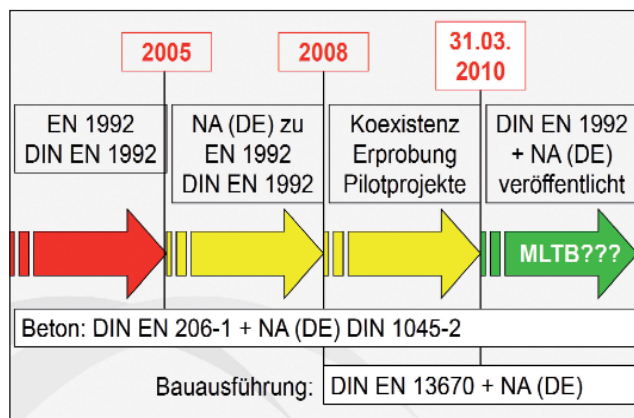 2005
2008
31.03.
2010
EN 1992
DIN EN 1992
NA (DE) zu
EN 1992
DIN EN 1992
Koexistenz
Erprobung
Pilotprojekte
DIN EN 1992
+ NA (DE)
veröffentlicht
MLTB???
Beton: DIN EN 206-1 + NA (DE) DIN 1045-2
Bauausführung: DIN EN 13670 + NA (DE)